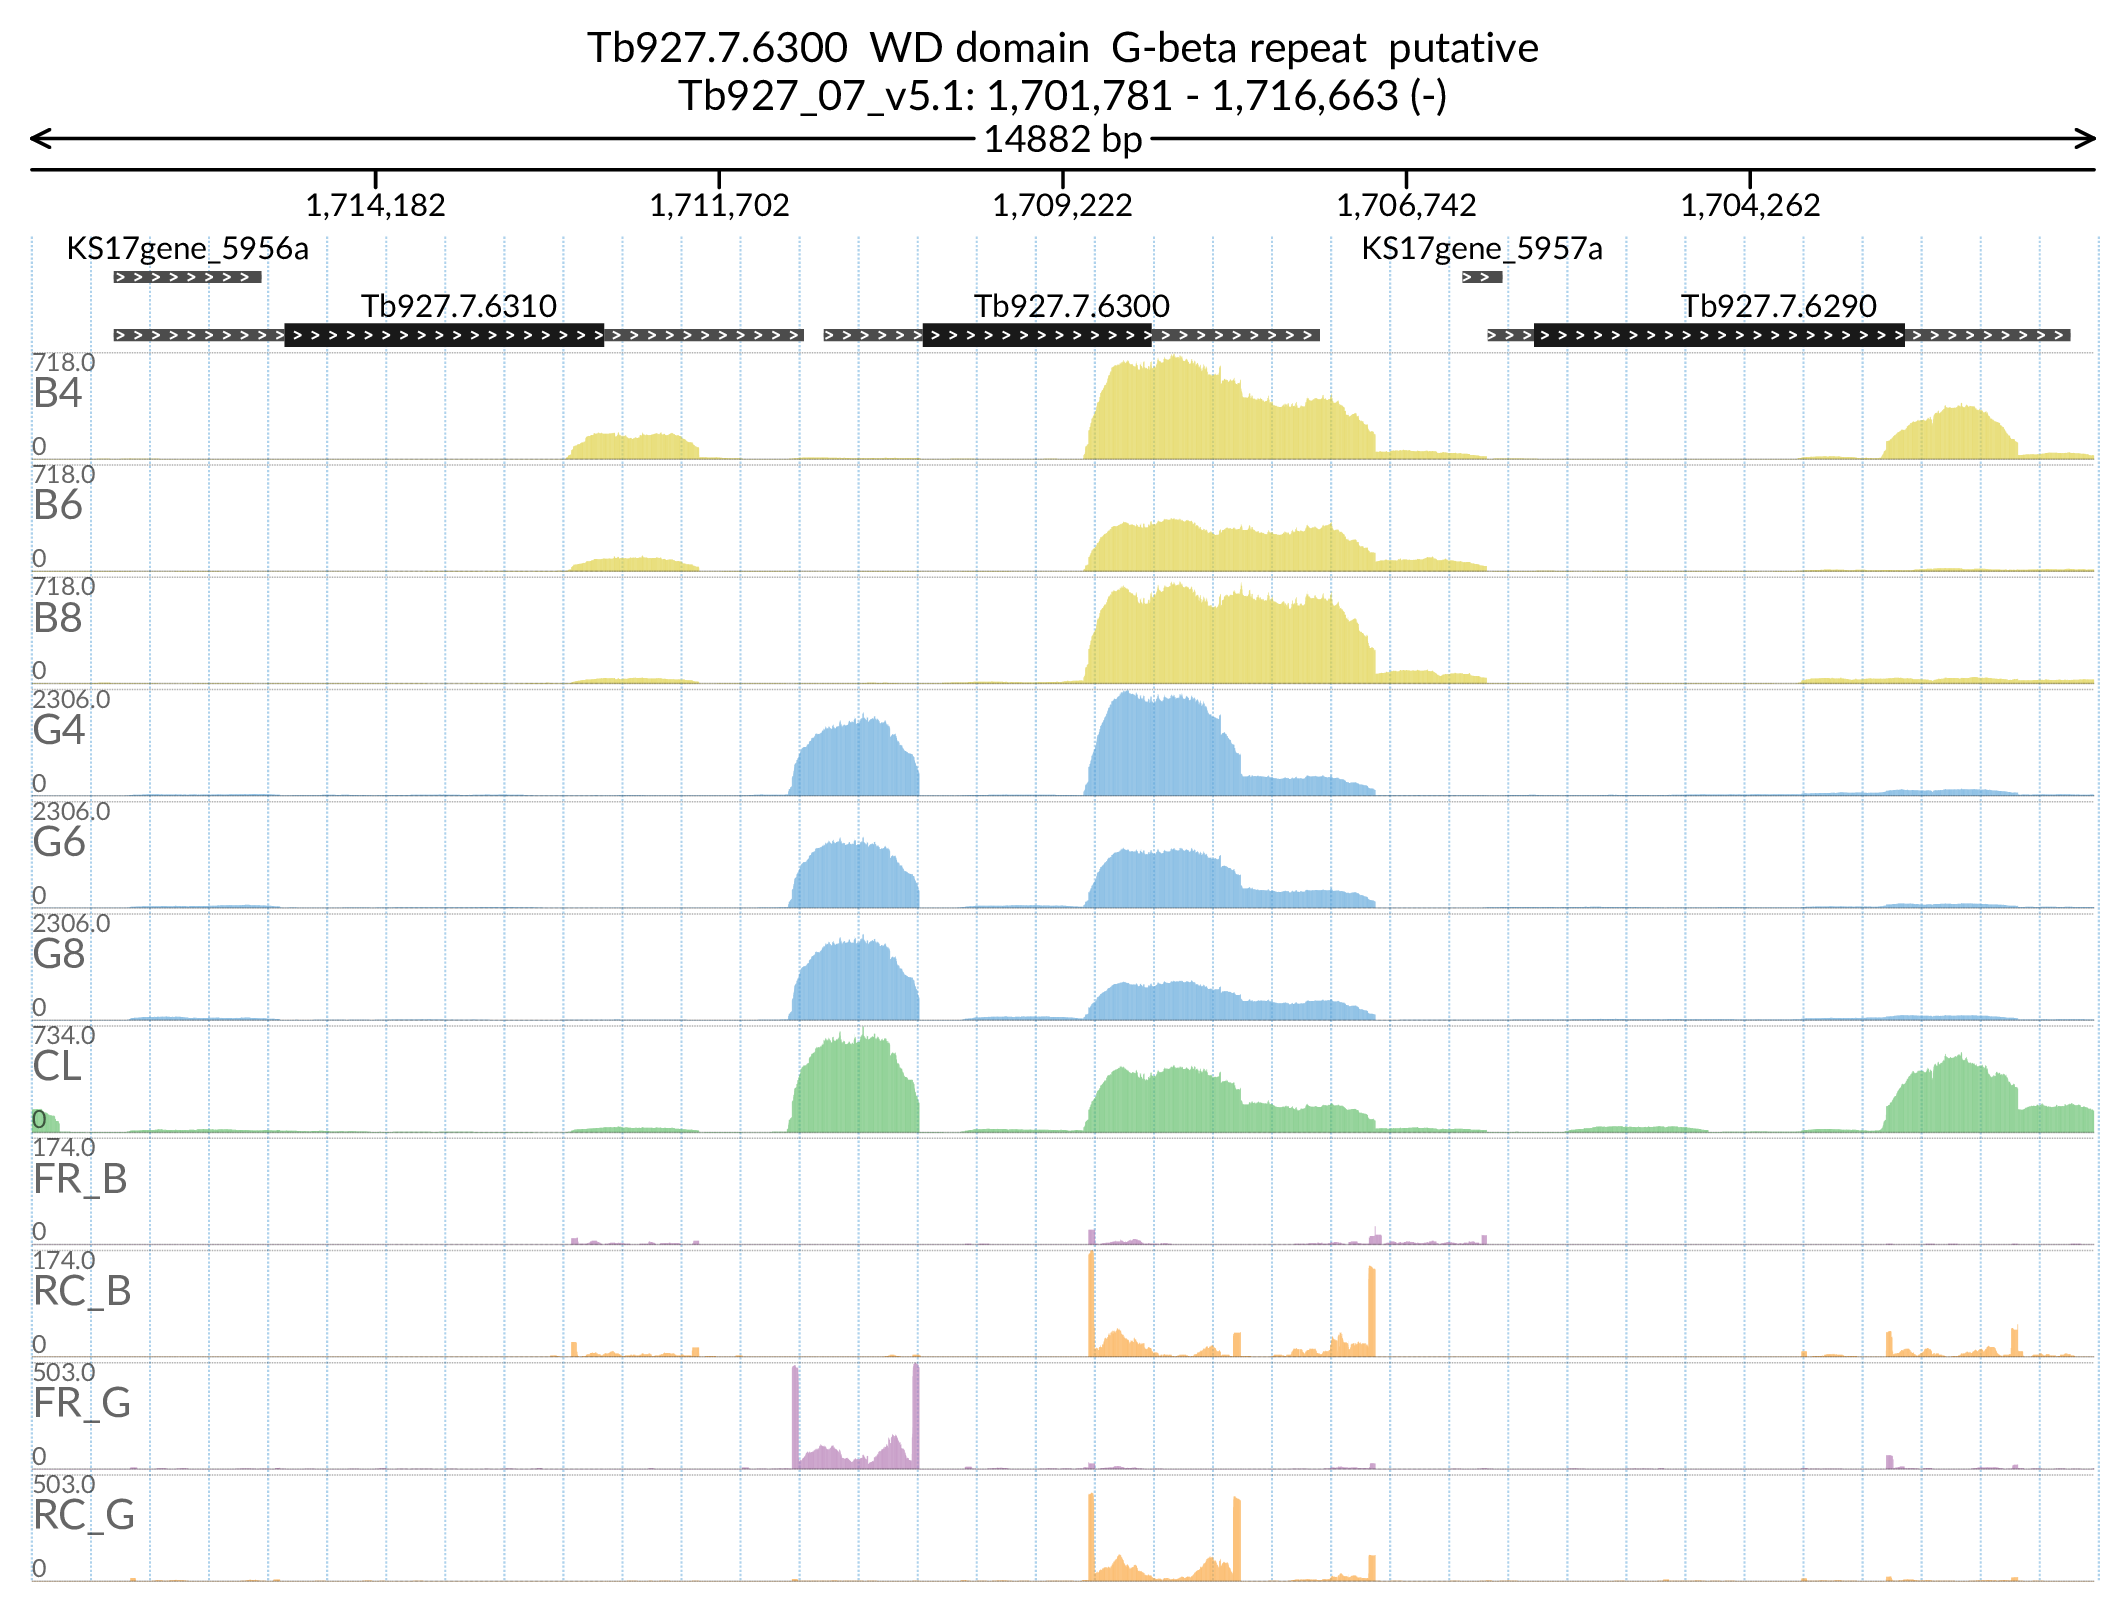 Tb927.7.6300 WD domain G-beta repeat putative
Tb927_07_v5.1: 1,701,781 - 1,716,663 (-)
14882 bp
1,714,182 1,711,702 1,709,222 1,706,742 1,704,262
KS17gene_5956a KS17gene_5957a
Tb927.7.6310 Tb927.7.6300 Tb927.7.6290
718.0
B4
0
718.0
B6
0
718.0
B8
0
2306.0
G4
0
2306.0
G6
0
2306.0
G8
0
734.0
CL
0
174.0
FR_B
0
174.0
RC_B
0
503.0
FR_G
0
503.0
RC_G
0